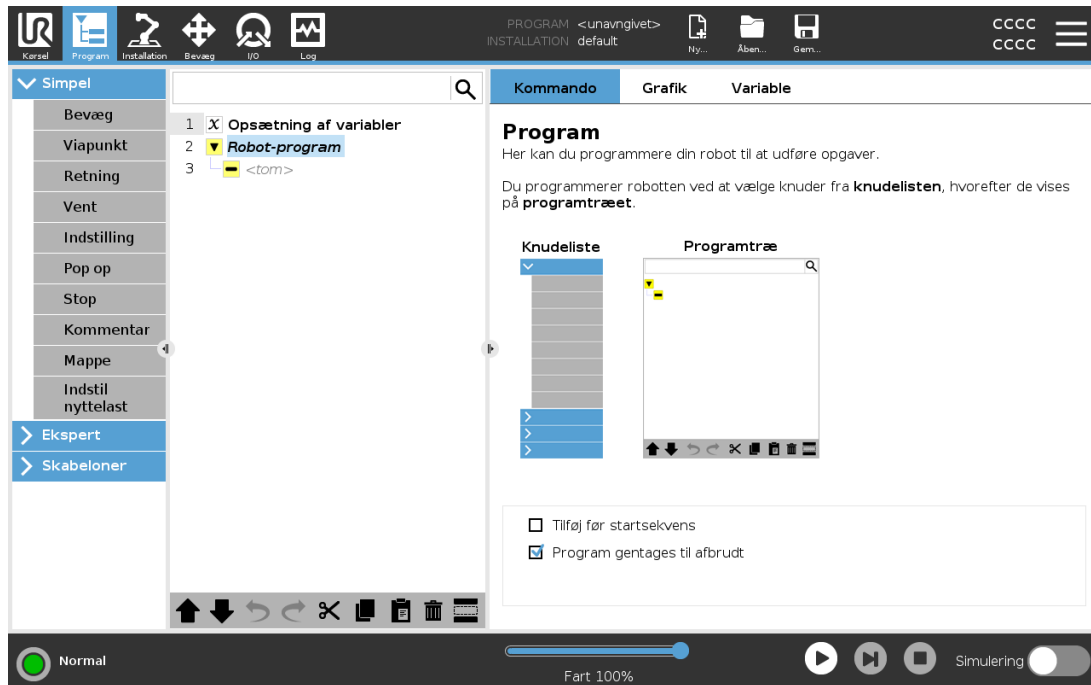 PROGRAM <unavngivet>
INSTALLATION default
CCCC
CCCC
UR
Kørsel
Program
Installation
Bevæg
I/O
Log
Ny...
Åben...
Gem...
Simpel
Bevæg
Viapunkt
Retning
Vent
Indstilling
Pop op
Stop
Kommentar
Mappe
Indstil
nyttelast
Ekspert
Skabeloner
1 X Opsætning af variabler
2 Robot-program
3 <tom>
Kommando Grafik Variable
Program
Her kan du programmere din robot til at udføre opgaver.
Du programmerer robotten ved at vælge knuder fra knudelisten, hvorefter de vises
på programtræet.
Knudeliste Programtræ
Tilføj før startsekvens
Program gentages til afbrudt
Normal
Fart 100%
Simulering